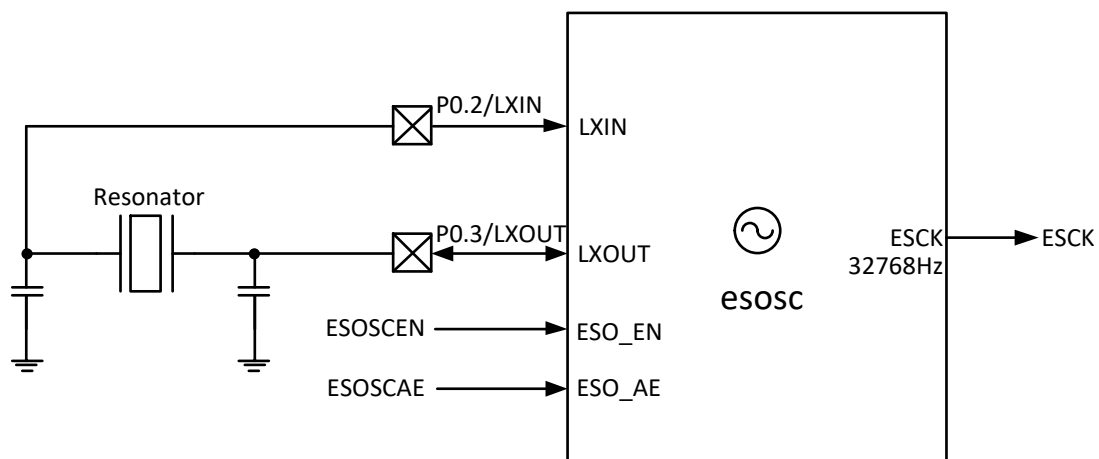 P0.2/LXIN
LXIN
Resonator
P0.3/LXOUT
LXOUT
ESCK
32768Hz
ESCK
esosc
ESOSCEN
ESO_EN
ESOSCAE
ESO_AE